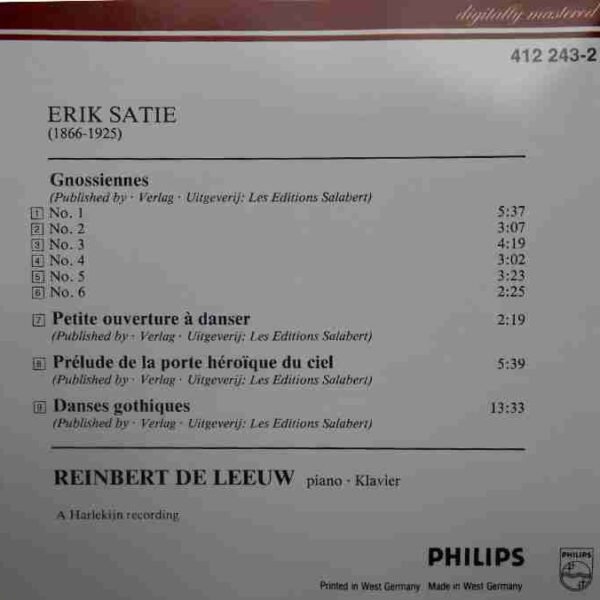 digitally mastered
412 243-2
ERIK SATIE
(1866-1925)
Gnossiennes
(Published by · Verlag · Uitgeverij: Les Editions Salabert)
1 No. 1 5:37
2 No. 2 3:07
3 No. 3 4:19
4 No. 4 3:02
5 No. 5 3:23
6 No. 6 2:25
7 Petite ouverture à danser 2:19
(Published by · Verlag · Uitgeverij: Les Editions Salabert)
8 Prélude de la porte héroïque du ciel 5:39
(Published by · Verlag · Uitgeverij: Les Editions Salabert)
9 Danses gothiques 13:33
(Published by · Verlag · Uitgeverij: Les Editions Salabert)
REINBERT DE LEEUW piano · Klavier
A Harlekijn recording
PHILIPS
PHILIPS
Printed in West Germany Made in West Germany